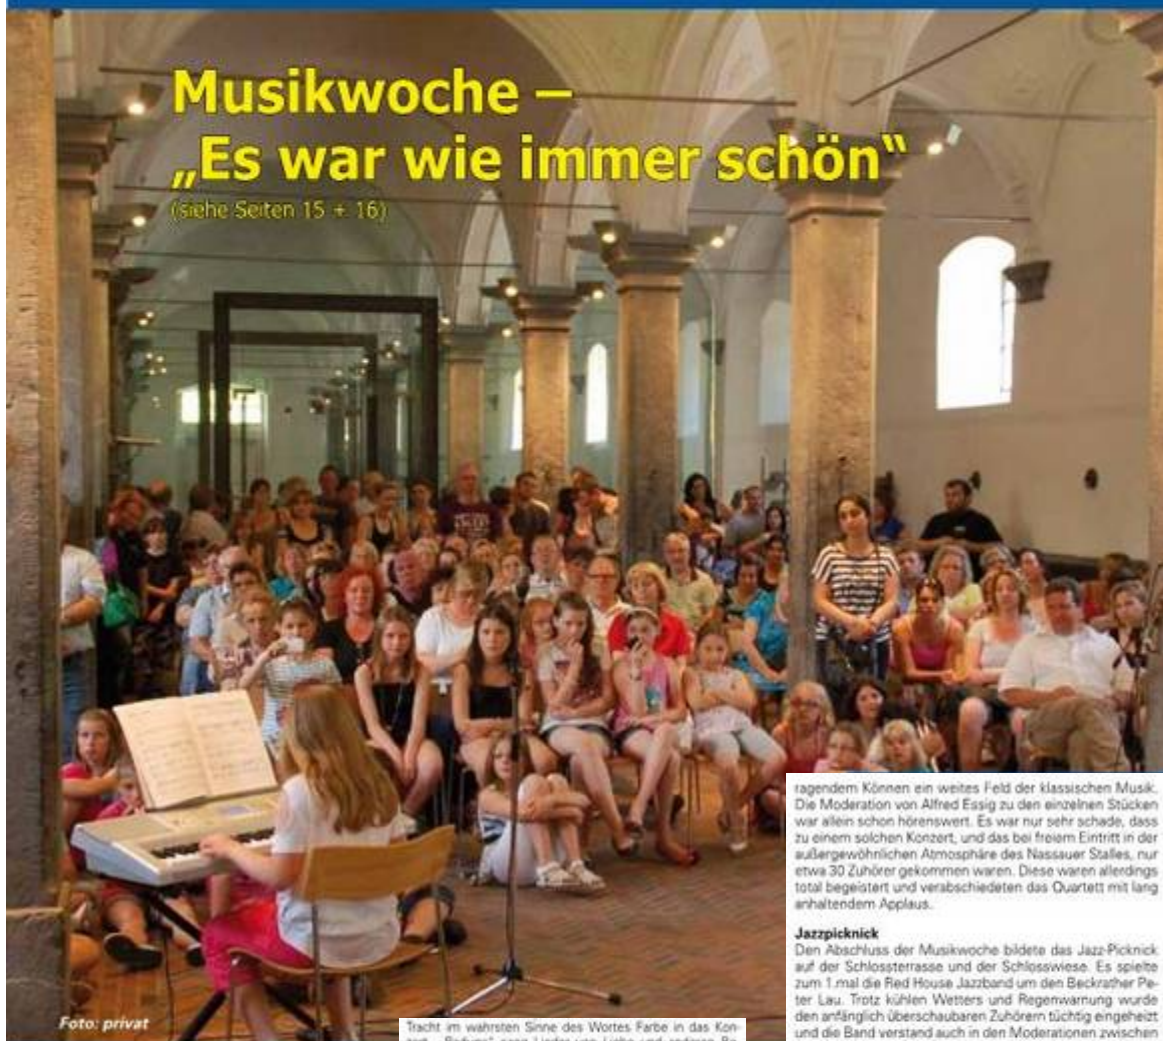 Musikwoche –
„Es war wie immer schön“
(siehe Seiten 15 + 16)
ragendem Können ein weites Feld der klassischen Musik.
Die Moderation von Alfred Essig zu den einzelnen Stücken
war allein schon hörenswert. Es war nur sehr schade, dass
zu einem solchen Konzert, und das bei freiem Eintritt in der
außergewöhnlichen Atmosphäre des Nassauer Stalles, nur
etwa 30 Zuhörer gekommen waren. Diese waren allerdings
total begeistert und verabschiedeten das Quartett mit lang
anhaltendem Applaus.
Jazzpicknick
Den Abschluss der Musikwoche bildete das Jazz-Picknick
auf der Schlossterrasse und der Schlosswiese. Es spielte
zum 1.mal die Red House Jazzband um den Beckrather Pe-
ter Lau. Trotz kühlen Wetters und Regenwarnung wurde
den anfänglich überschaubaren Zuhörern tüchtig eingeheizt
und die Band verstand auch in den Moderationen zwischen
Foto: privat
Tracht im wahrsten Sinne des Wortes Farbe in das Kon-